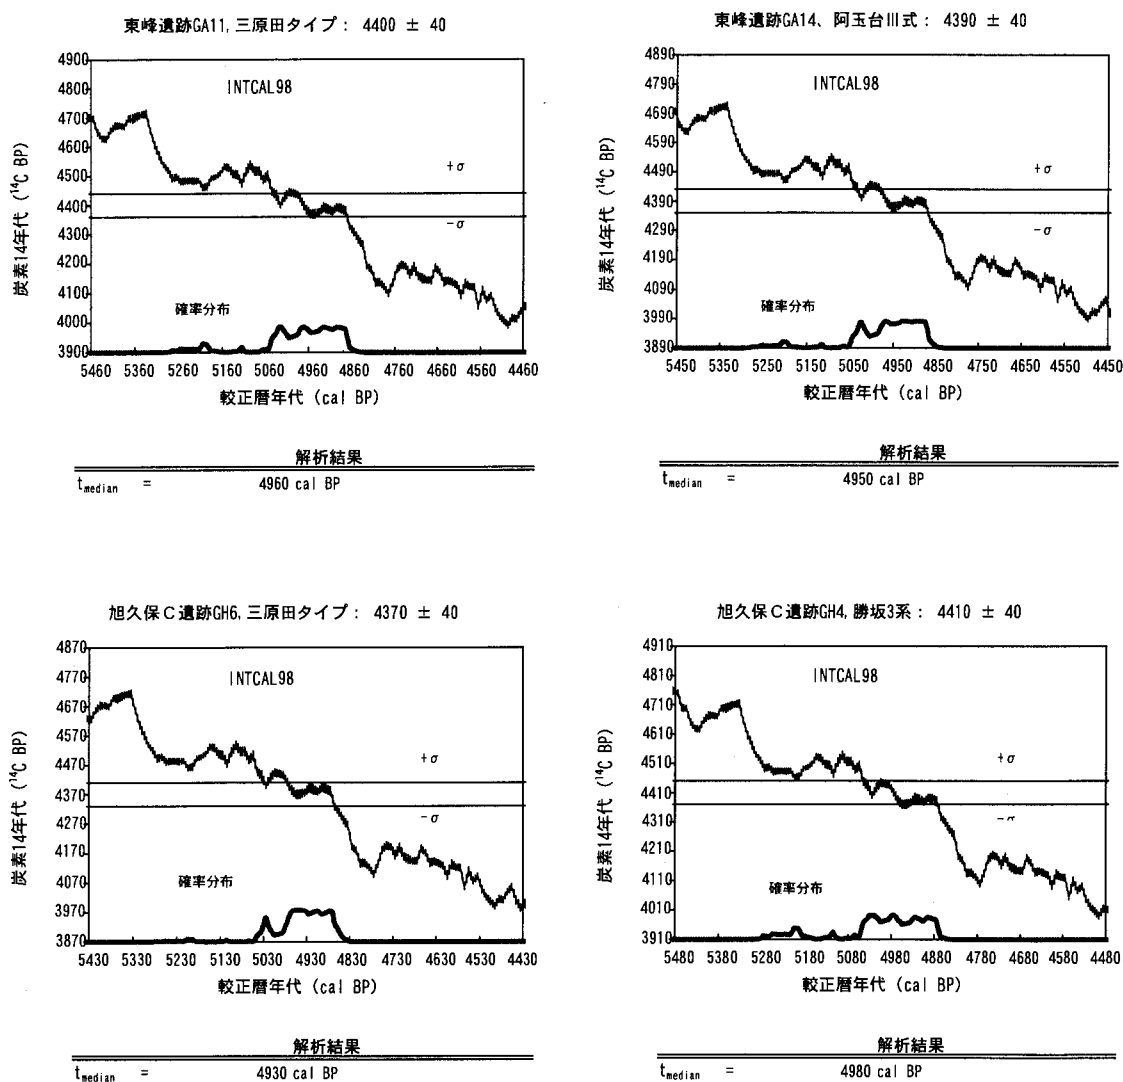 東峰遺跡GA11, 三原田タイプ： 4400 ± 40
4900
4800
4700
4600
4500
4400
4300
4200
4100
4000
3900
炭素14年代 (¹⁴C BP)
INTCAL98
+σ
−σ
確率分布
5460 5360 5260 5160 5060 4960 4860 4760 4660 4560 4460
較正暦年代 (cal BP)
解析結果
tmedian = 4960 cal BP
東峰遺跡GA14、阿玉台Ⅲ式： 4390 ± 40
4890
4790
4690
4590
4490
4390
4290
4190
4090
3990
3890
炭素14年代 (¹⁴C BP)
INTCAL98
+σ
−σ
確率分布
5450 5350 5250 5150 5050 4950 4850 4750 4650 4550 4450
較正暦年代 (cal BP)
解析結果
tmedian = 4950 cal BP
旭久保Ｃ遺跡GH6, 三原田タイプ： 4370 ± 40
4870
4770
4670
4570
4470
4370
4270
4170
4070
3970
3870
炭素14年代 (¹⁴C BP)
INTCAL98
+σ
−σ
確率分布
5430 5330 5230 5130 5030 4930 4830 4730 4630 4530 4430
較正暦年代 (cal BP)
解析結果
tmedian = 4930 cal BP
旭久保Ｃ遺跡GH4, 勝坂3系： 4410 ± 40
4910
4810
4710
4610
4510
4410
4310
4210
4110
4010
3910
炭素14年代 (¹⁴C BP)
INTCAL98
+σ
−σ
確率分布
5480 5380 5280 5180 5080 4980 4880 4780 4680 4580 4480
較正暦年代 (cal BP)
解析結果
tmedian = 4980 cal BP